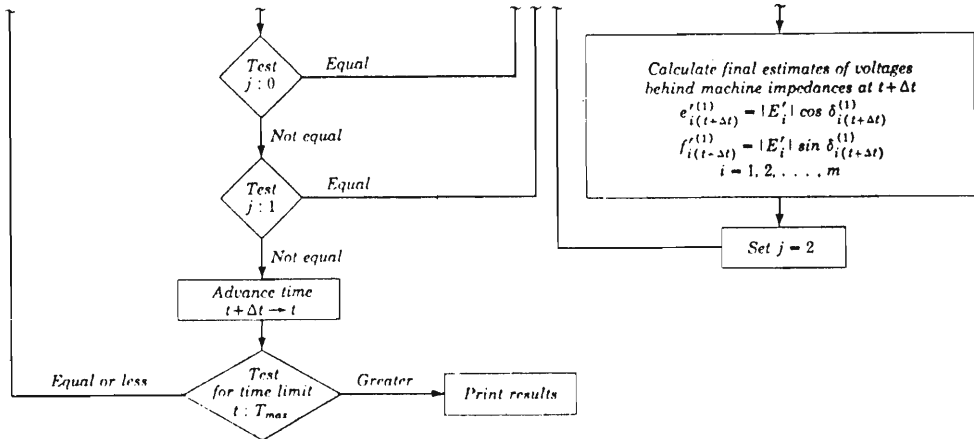 Test
j : 0
Equal
Not equal
Test
j : 1
Equal
Not equal
Advance time
t + Δt → t
Test
for time limit
t : T_max
Equal or less
Greater
Print results
Calculate final estimates of voltages
behind machine impedances at t + Δt
e′^(1)_i(t+Δt) = |E′_i| cos δ^(1)_i(t+Δt)
f′^(1)_i(t+Δt) = |E′_i| sin δ^(1)_i(t+Δt)
i = 1, 2, . . . , m
Set j = 2